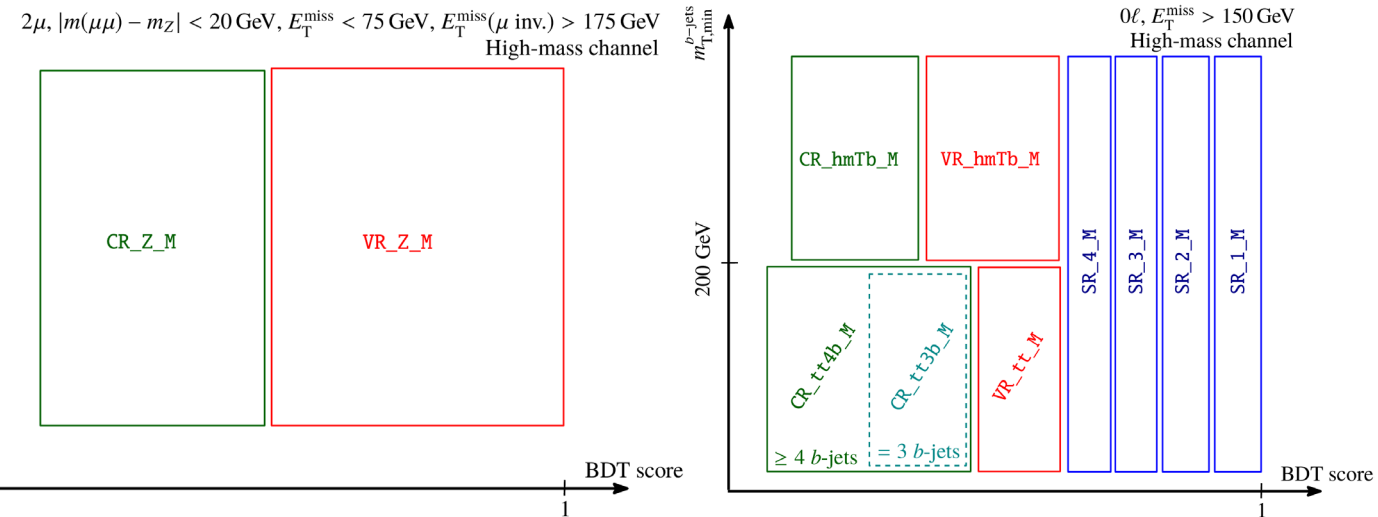 2μ, |m(μμ) − m_Z| < 20 GeV, E_T^miss < 75 GeV, E_T^miss(μ inv.) > 175 GeV
High-mass channel
CR_Z_M
VR_Z_M
BDT score
1
m_T,min^b-jets
0ℓ, E_T^miss > 150 GeV
High-mass channel
CR_hmTb_M
VR_hmTb_M
200 GeV
SR_4_M
SR_3_M
SR_2_M
SR_1_M
CR_tt4b_M
CR_tt3b_M
VR_tt_M
≥ 4 b-jets
= 3 b-jets
BDT score
1